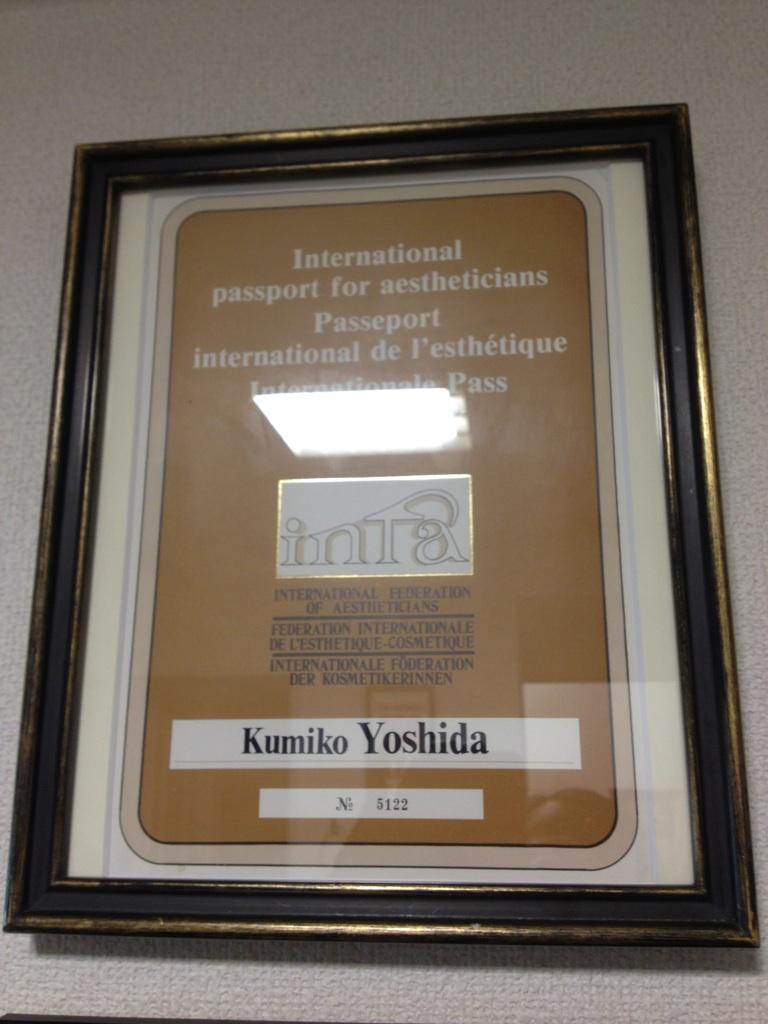 International
passport for aestheticians
Passeport
international de l'esthétique
Internationale Pass
inTa
INTERNATIONAL FEDERATION
OF AESTHETICIANS
FEDERATION INTERNATIONALE
DE L'ESTHETIQUE-COSMETIQUE
INTERNATIONALE FÖDERATION
DER KOSMETIKERINNEN
Kumiko Yoshida
№ 5122